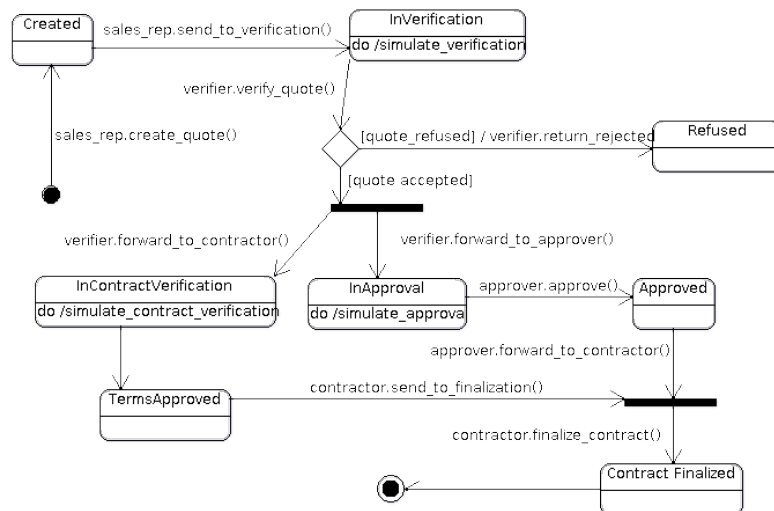 Created
sales_rep.send_to_verification()
InVerification
do /simulate_verification
verifier.verify_quote()
sales_rep.create_quote()
[quote_refused] / verifier.return_rejected
Refused
[quote accepted]
verifier.forward_to_contractor()
verifier.forward_to_approver()
InContractVerification
do /simulate_contract_verification
InApproval
do /simulate_approval
approver.approve()
Approved
approver.forward_to_contractor()
TermsApproved
contractor.send_to_finalization()
contractor.finalize_contract()
Contract Finalized